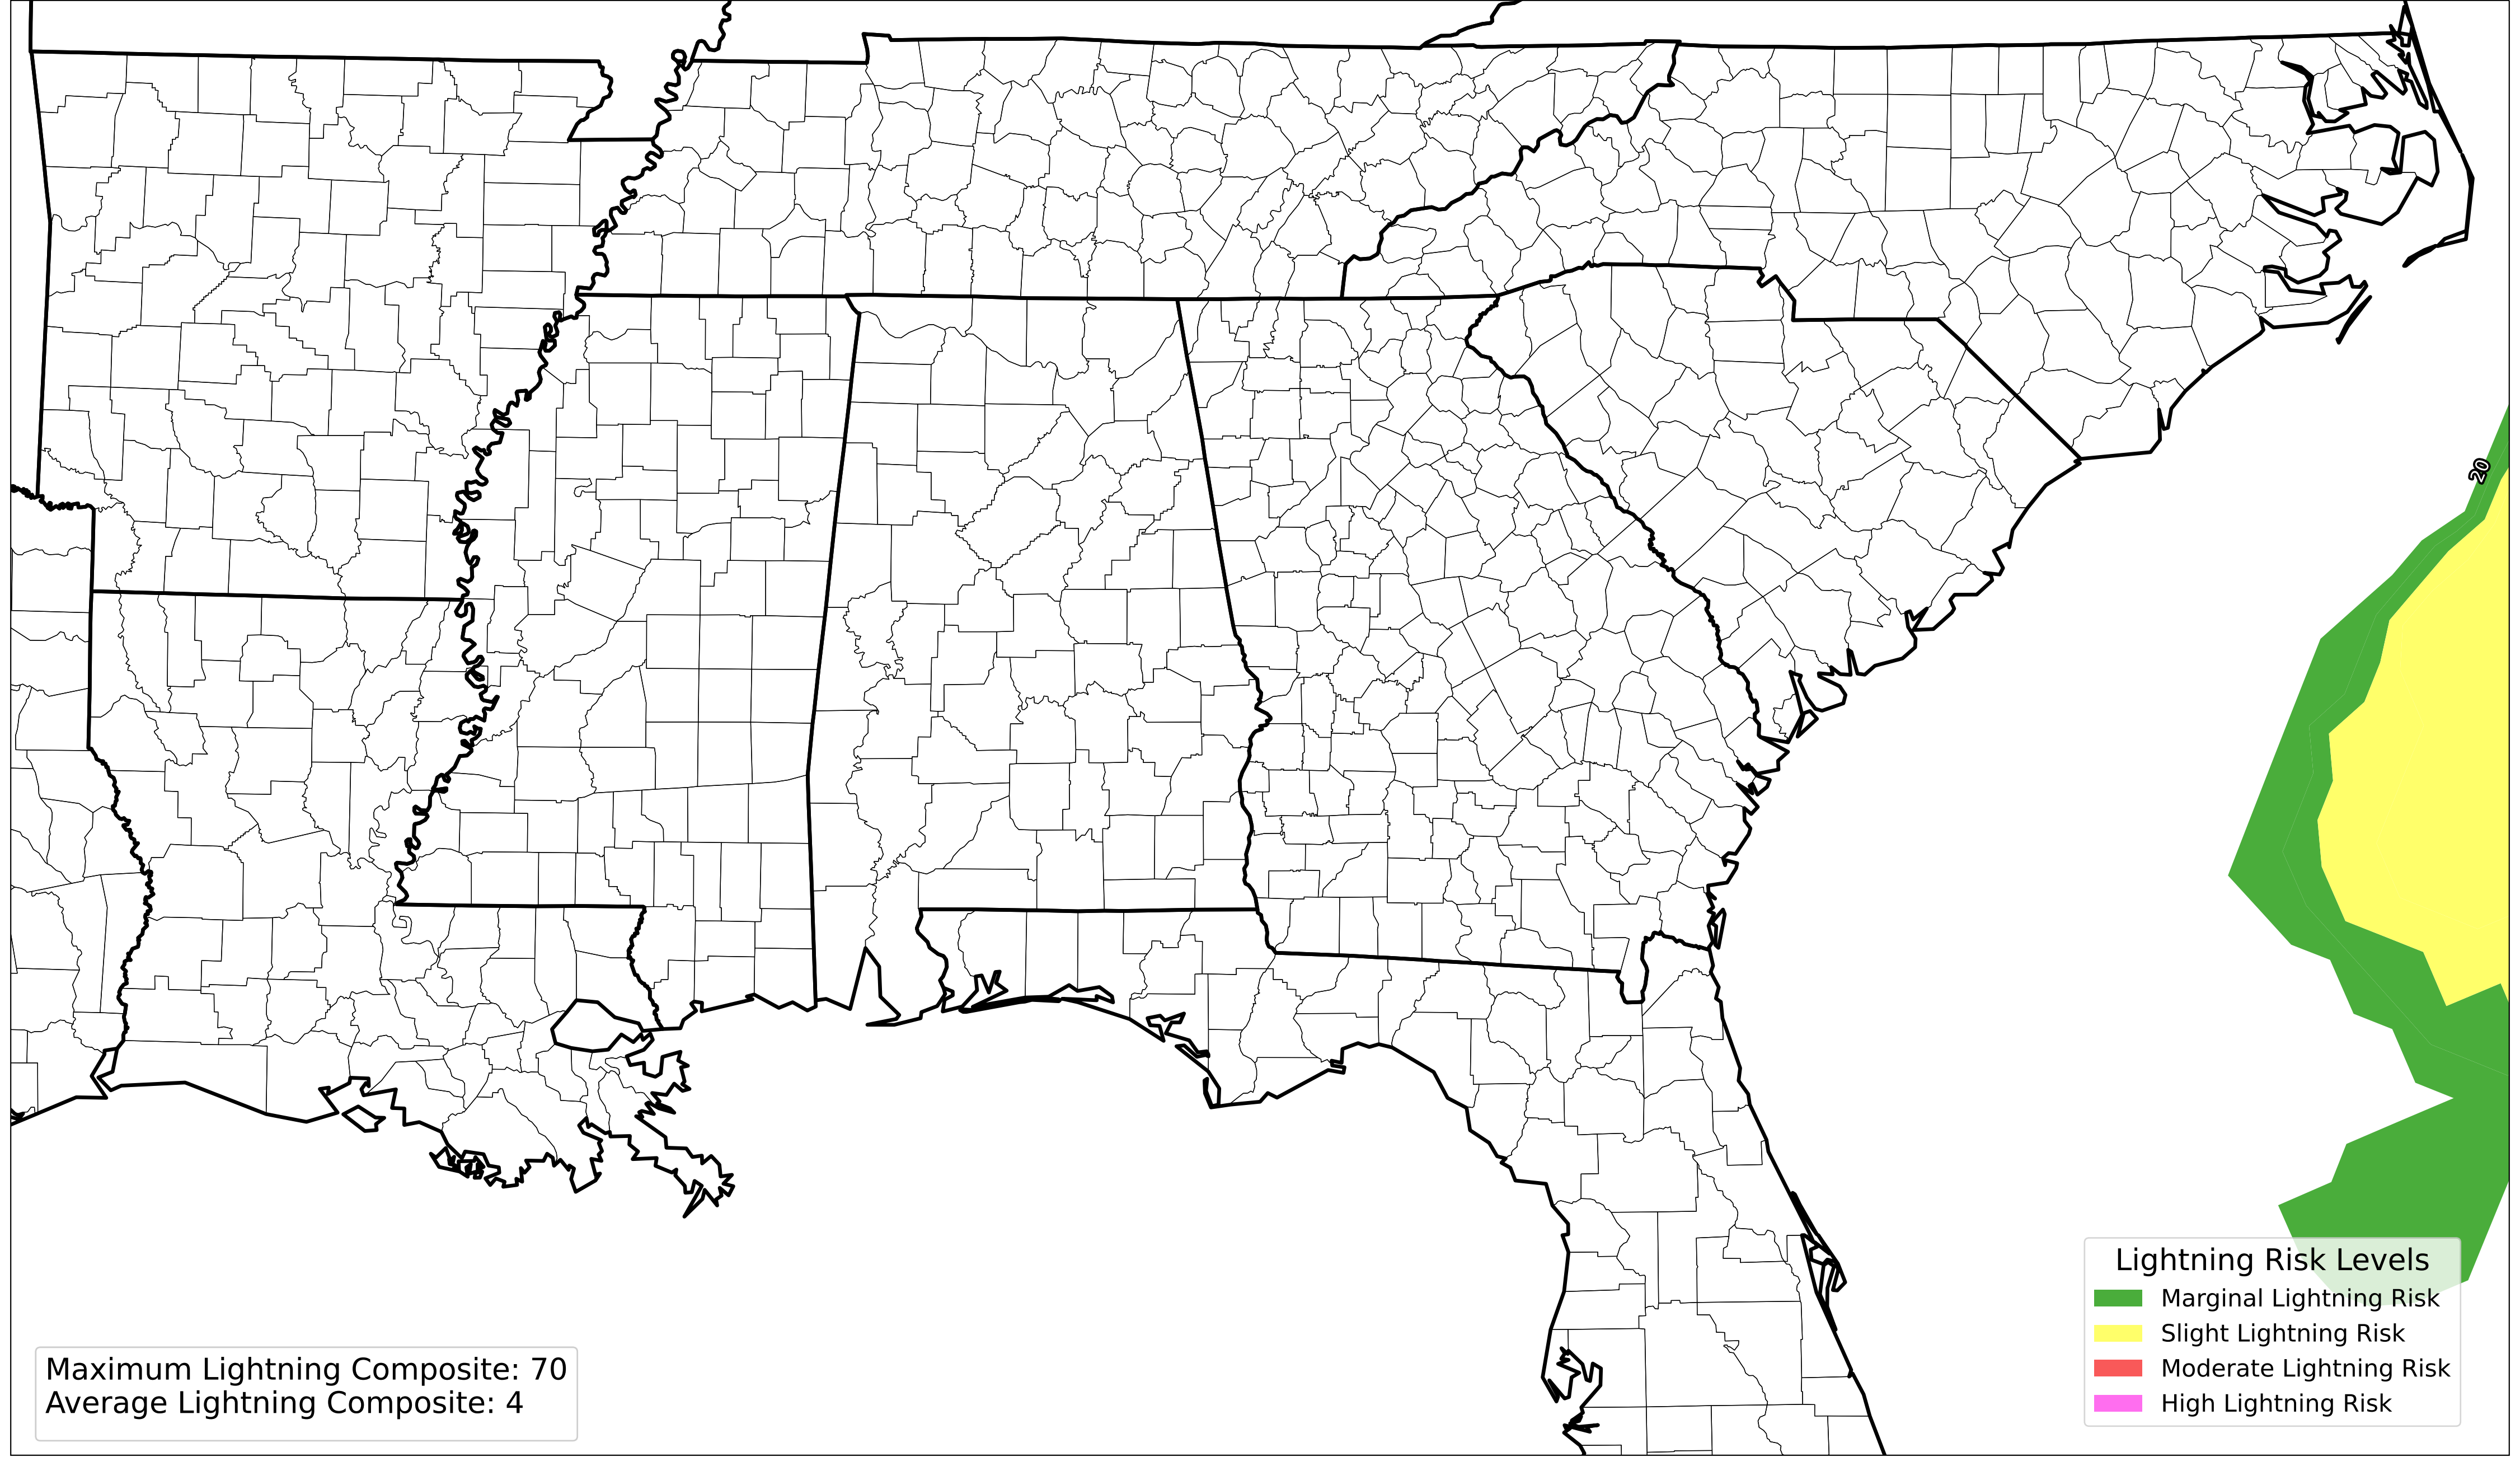 20
Lightning Risk Levels
Marginal Lightning Risk
Slight Lightning Risk
Moderate Lightning Risk
High Lightning Risk
Maximum Lightning Composite: 70
Average Lightning Composite: 4